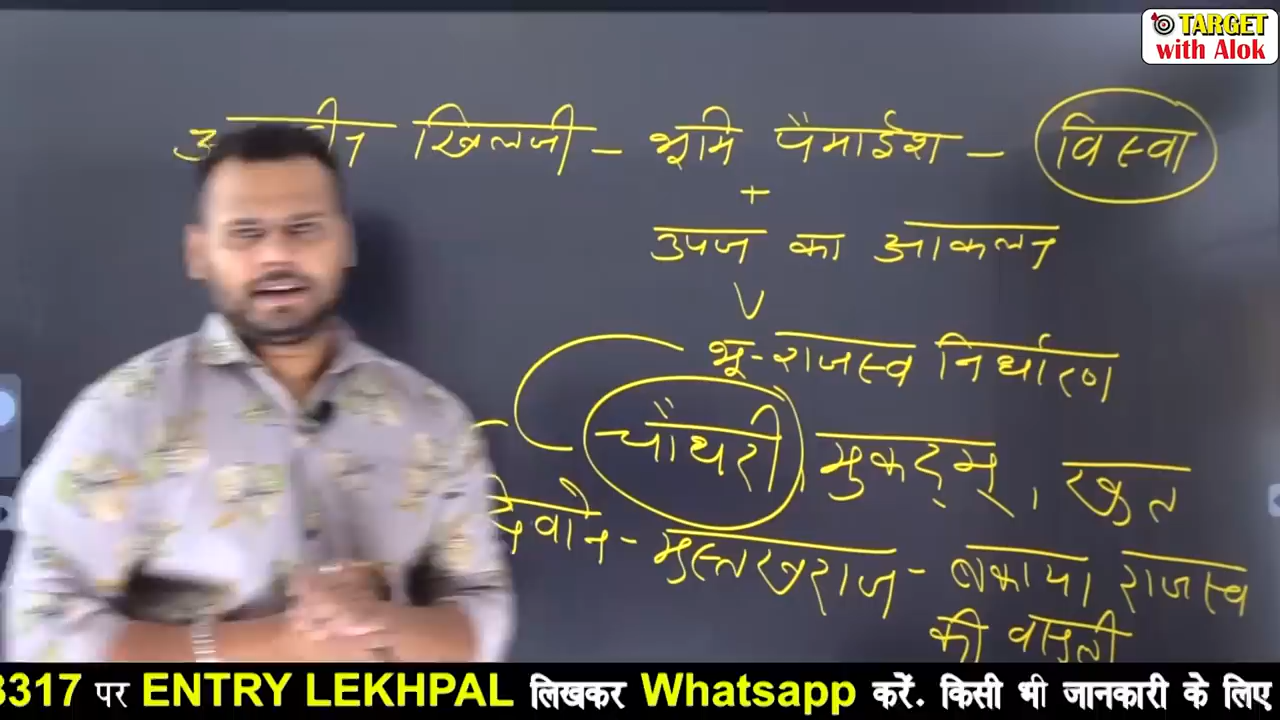 TARGET
with Alok
खिलजी – भूमि पैमाईश – विस्वा
+
उपज का आकलन
भू-राजस्व निर्धारण
चौधरी, मुकद्दम्, खुत
दिवान – मुस्तखराज – बकाया राजस्व
की वासुली
3317 पर ENTRY LEKHPAL लिखकर Whatsapp करें. किसी भी जानकारी के लिए